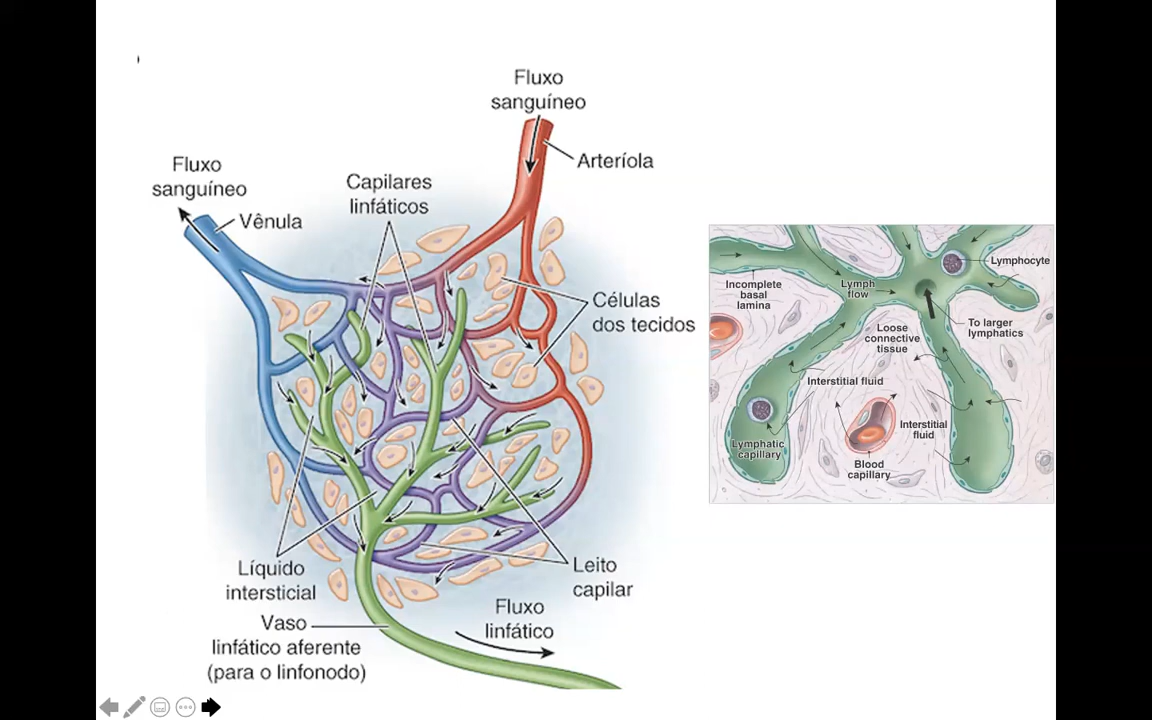 Fluxo
sanguíneo
Arteríola
Fluxo
sanguíneo
Vênula
Capilares
linfáticos
Células
dos tecidos
Líquido
intersticial
Leito
capilar
Vaso
linfático aferente
(para o linfonodo)
Fluxo
linfático
Lymphocyte
Incomplete
basal
lamina
Lymph
flow
To larger
lymphatics
Loose
connective
tissue
Interstitial fluid
Interstitial
fluid
Lymphatic
capillary
Blood
capillary